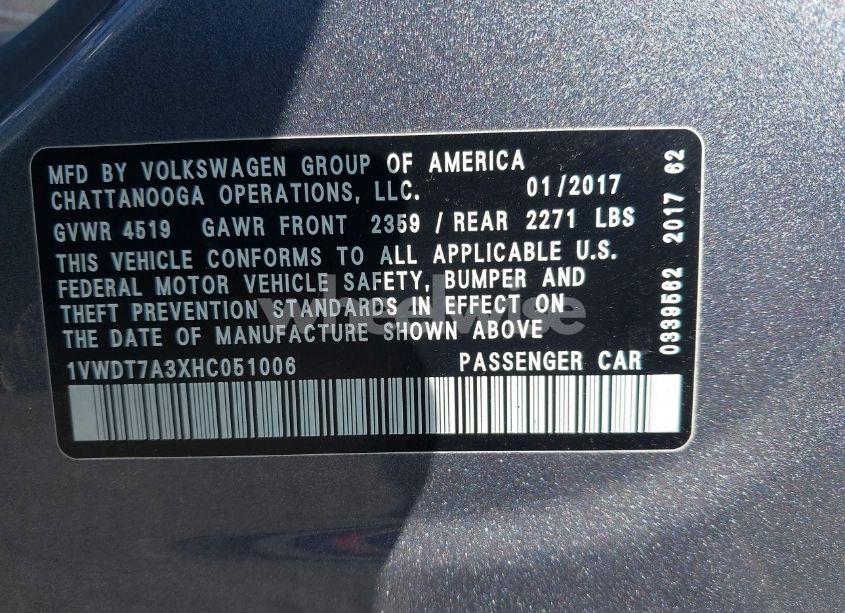 MFD BY VOLKSWAGEN GROUP OF AMERICA
CHATTANOOGA OPERATIONS, LLC. 01/2017
GVWR 4519 GAWR FRONT 2359 / REAR 2271 LBS
THIS VEHICLE CONFORMS TO ALL APPLICABLE U.S.
FEDERAL MOTOR VEHICLE SAFETY, BUMPER AND
THEFT PREVENTION STANDARDS IN EFFECT ON
THE DATE OF MANUFACTURE SHOWN ABOVE
1VWDT7A3XHC051006 PASSENGER CAR
0339562 2017 62
wheelwise